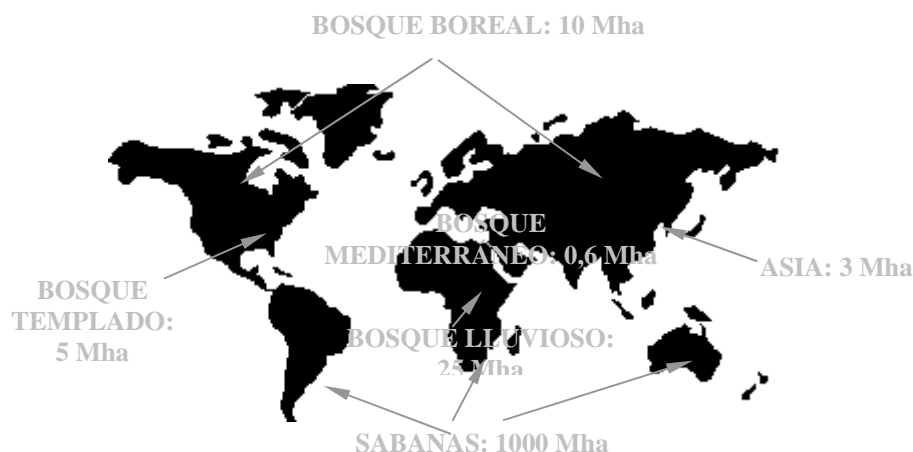 BOSQUE BOREAL: 10 Mha
BOSQUE
MEDITERRÁNEO: 0,6 Mha
ASIA: 3 Mha
BOSQUE
TEMPLADO:
5 Mha
BOSQUE LLUVIOSO:
25 Mha
SABANAS: 1000 Mha